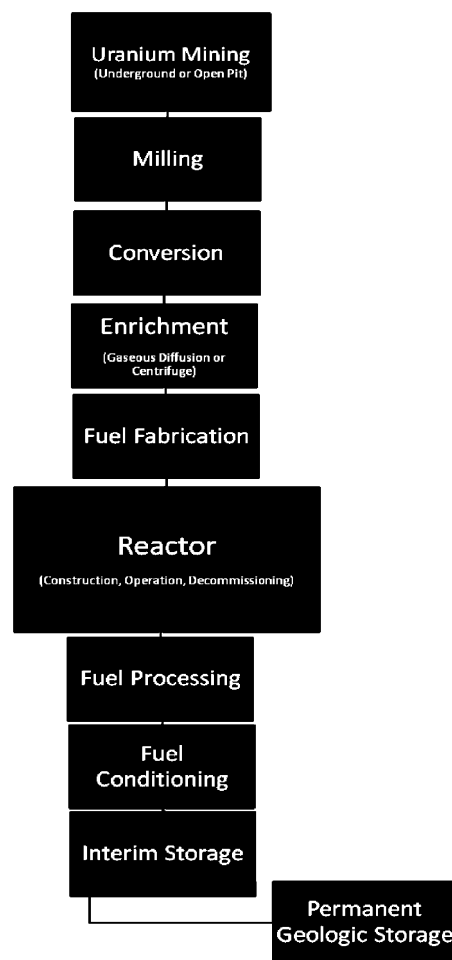 Uranium Mining
(Underground or Open Pit)
Milling
Conversion
Enrichment
(Gaseous Diffusion or
Centrifuge)
Fuel Fabrication
Reactor
(Construction, Operation, Decommissioning)
Fuel Processing
Fuel
Conditioning
Interim Storage
Permanent
Geologic Storage